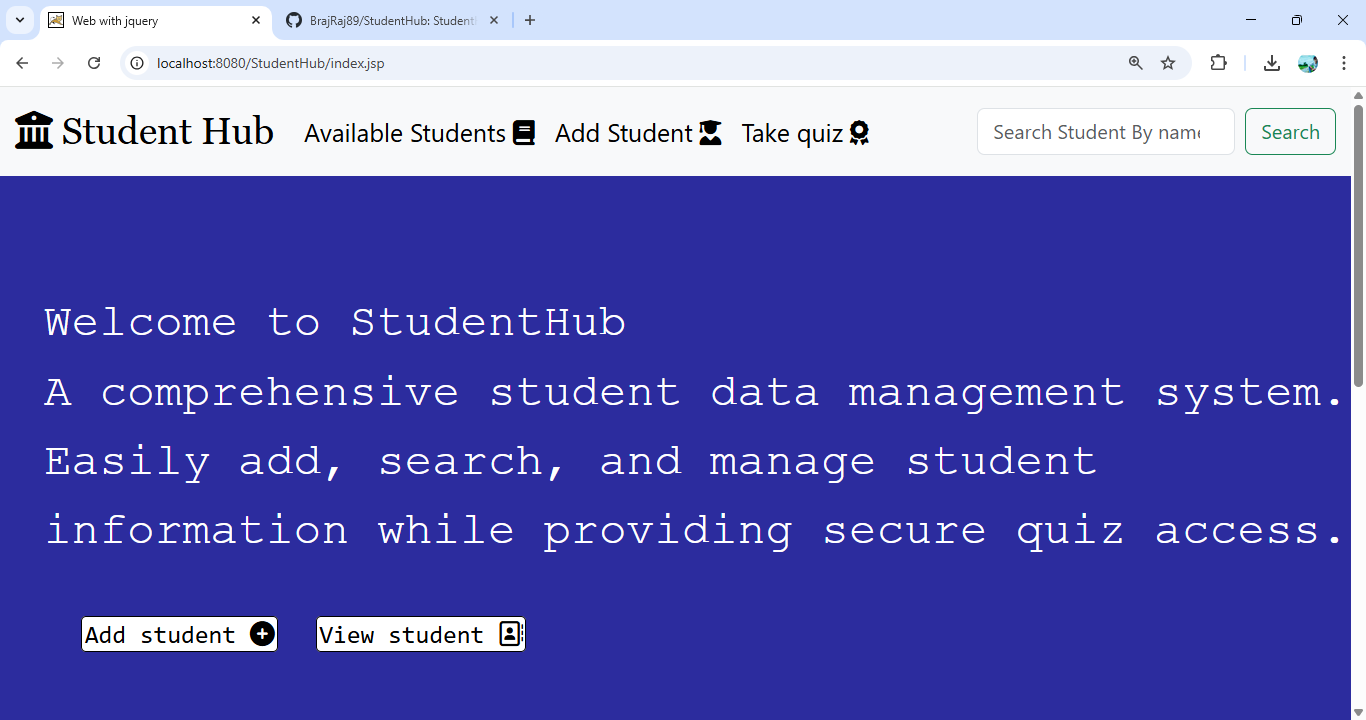 Web with jquery
BrajRaj89/StudentHub: Student
localhost:8080/StudentHub/index.jsp
Student Hub
Available Students
Add Student
Take quiz
Search Student By name
Search
Welcome to StudentHub
A comprehensive student data management system.
Easily add, search, and manage student
information while providing secure quiz access.
Add student
View student